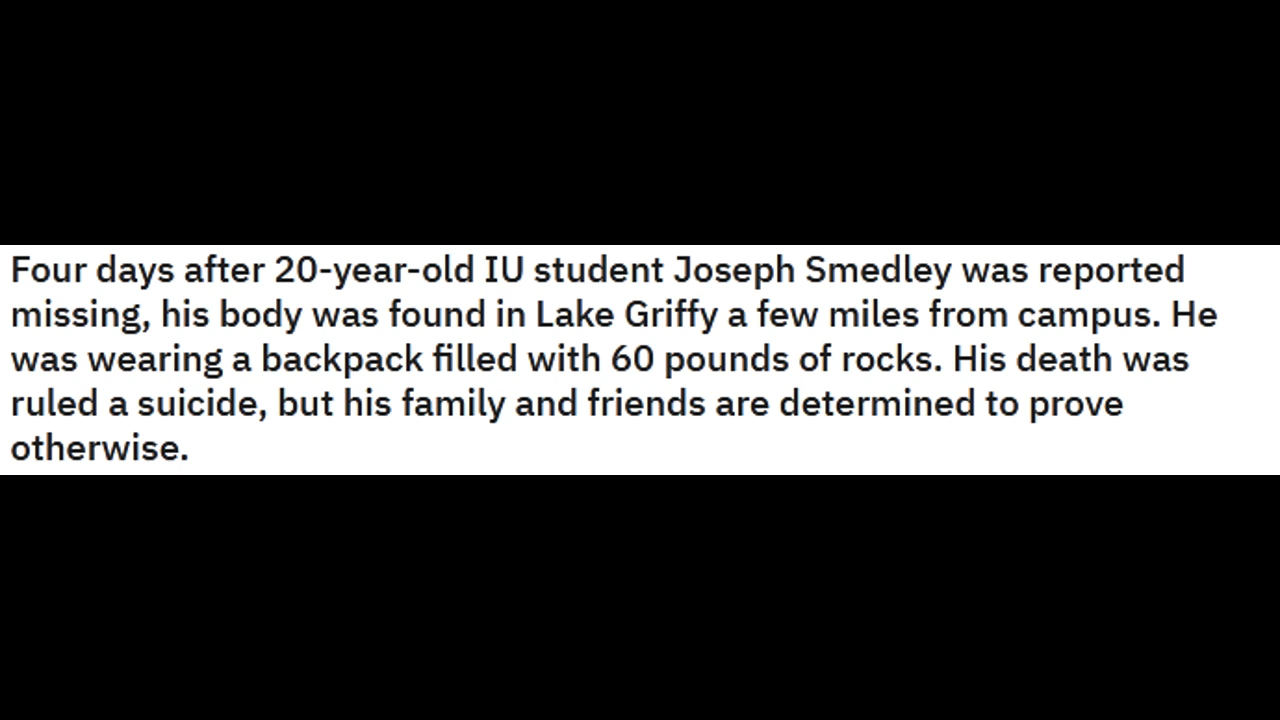 Four days after 20-year-old IU student Joseph Smedley was reported
missing, his body was found in Lake Griffy a few miles from campus. He
was wearing a backpack filled with 60 pounds of rocks. His death was
ruled a suicide, but his family and friends are determined to prove
otherwise.